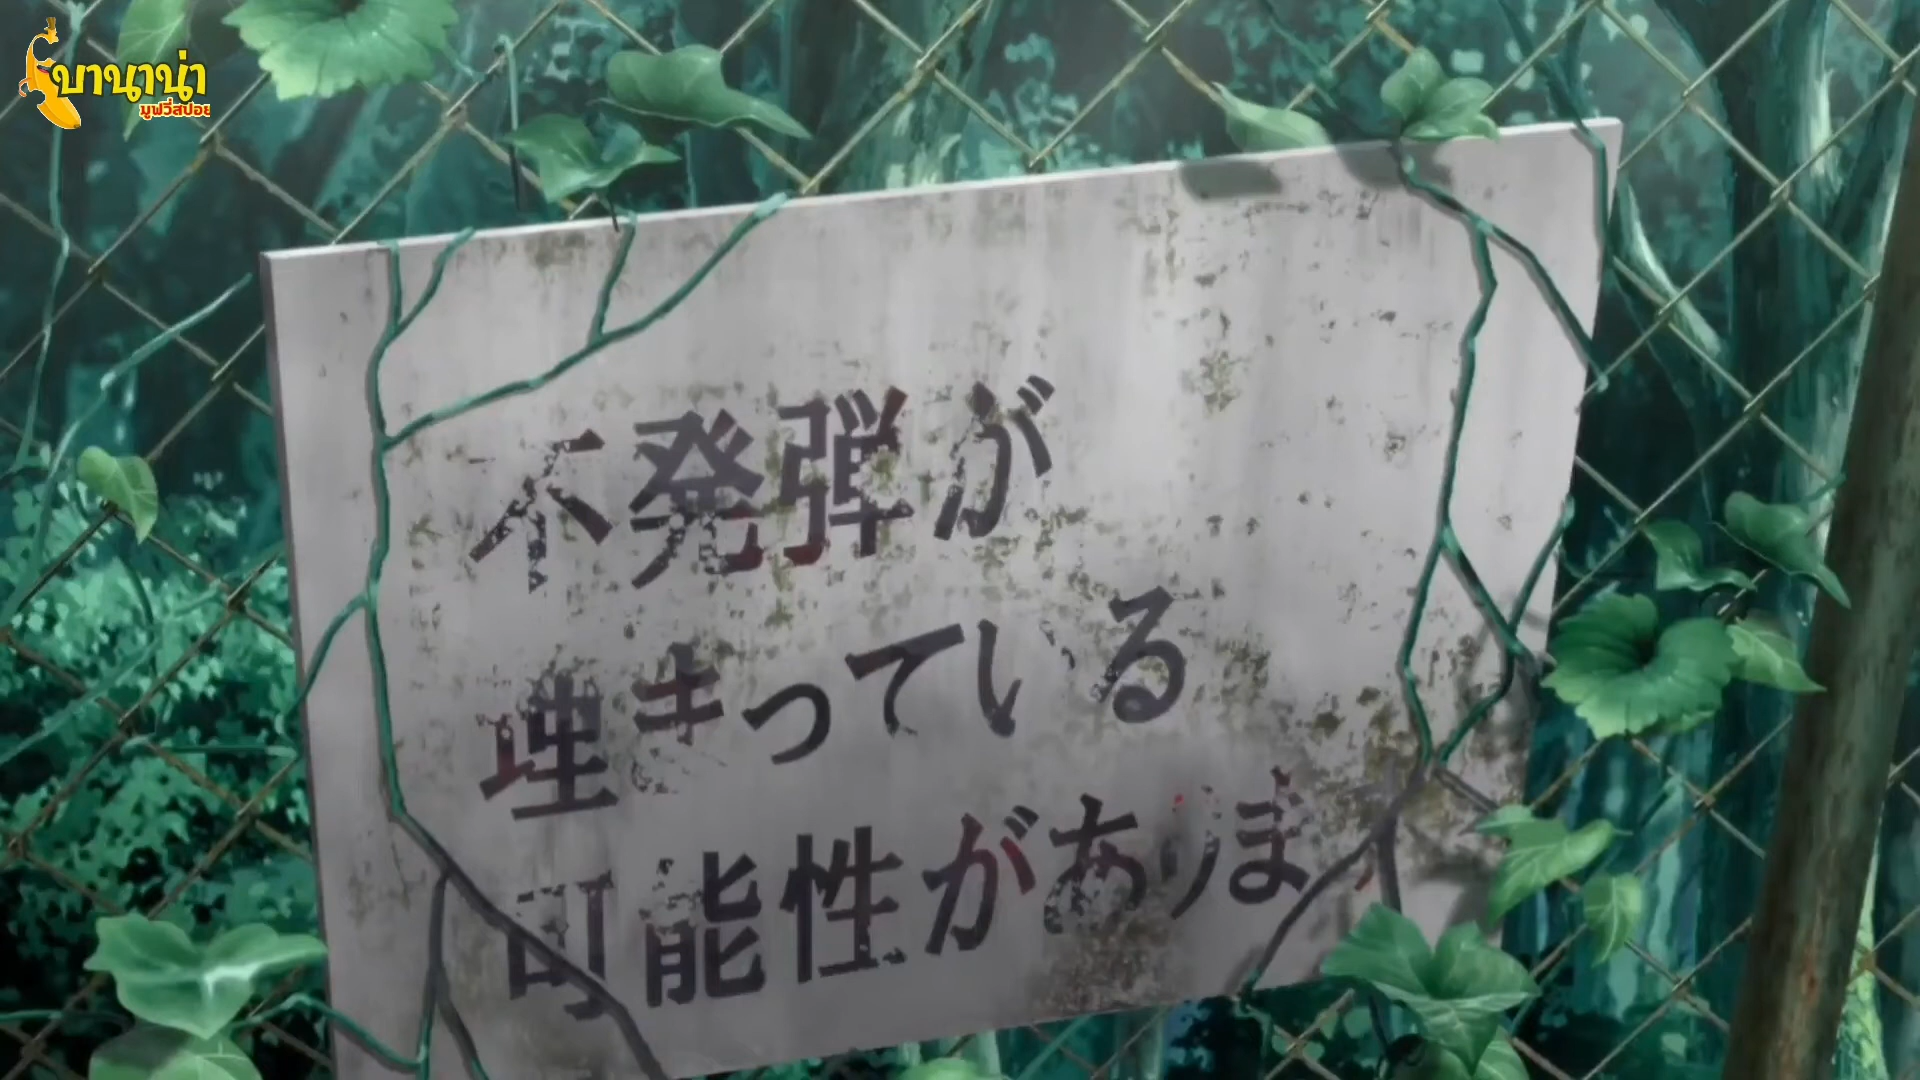 บานาน่า
มูฟวี่สปอย
不発弾が
埋まっている
可能性があります